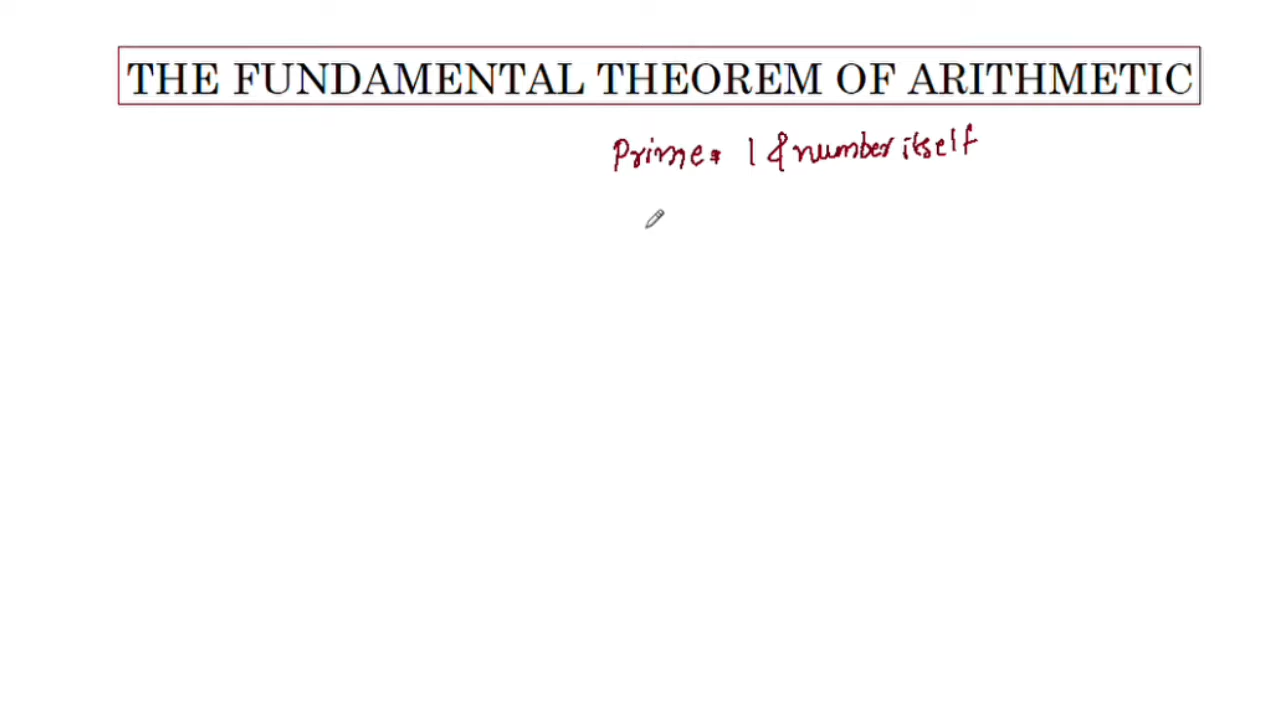 THE FUNDAMENTAL THEOREM OF ARITHMETIC
Prime: 1 & number itself